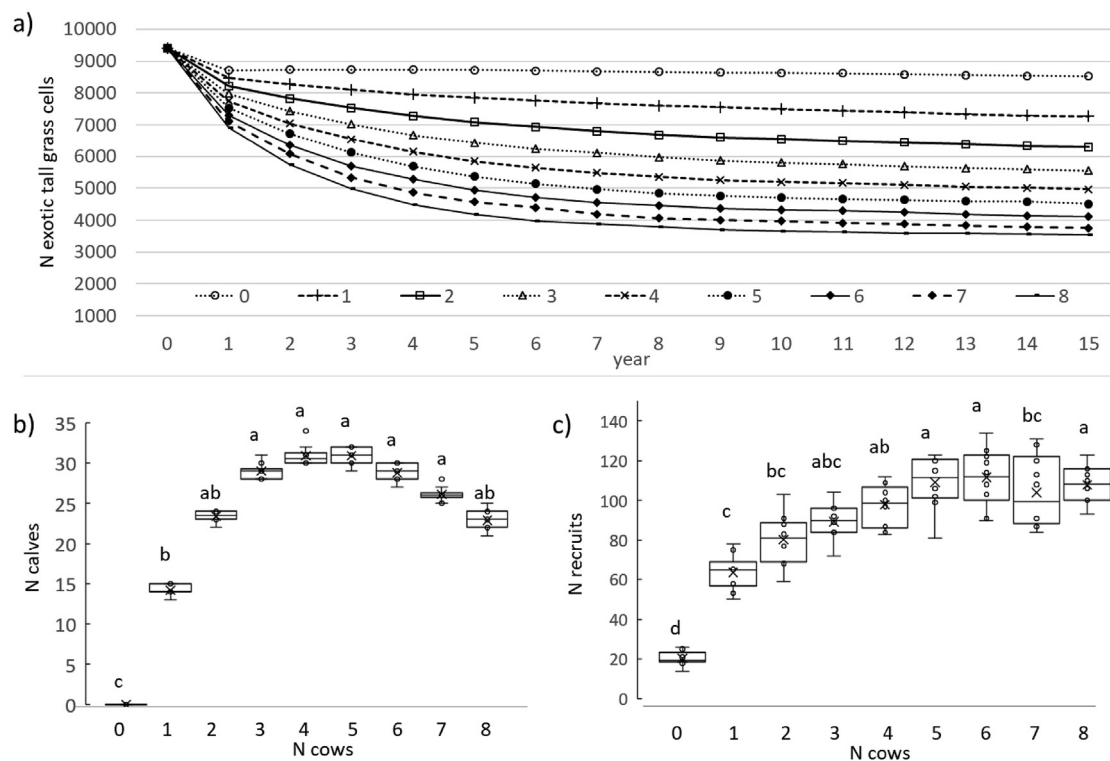 a)
N exotic tall grass cells
10000
9000
8000
7000
6000
5000
4000
3000
2000
1000
0 1 2 3 4 5 6 7 8
0 1 2 3 4 5 6 7 8 9 10 11 12 13 14 15
year
b)
N calves
35
30
25
20
15
10
5
0
c b ab a a a a a ab
0 1 2 3 4 5 6 7 8
N cows
c)
N recruits
140
120
100
80
60
40
20
0
d c bc abc ab a a bc a
0 1 2 3 4 5 6 7 8
N cows